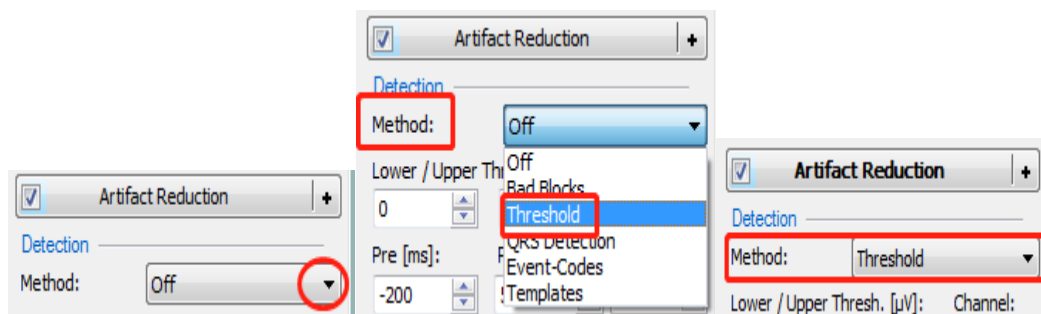 Artifact Reduction +
Detection
Method: Off
Artifact Reduction +
Detection
Method: Off
Lower / Upper Off
Bad Blocks
0 Threshold
QRS Detection
Pre [ms]: Event-Codes
-200 Templates
Artifact Reduction +
Detection
Method: Threshold
Lower / Upper Thresh. [µV]: Channel: